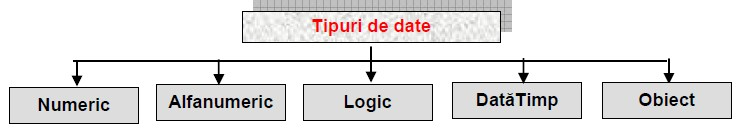 Tipuri de date
Numeric
Alfanumeric
Logic
DatăTimp
Obiect